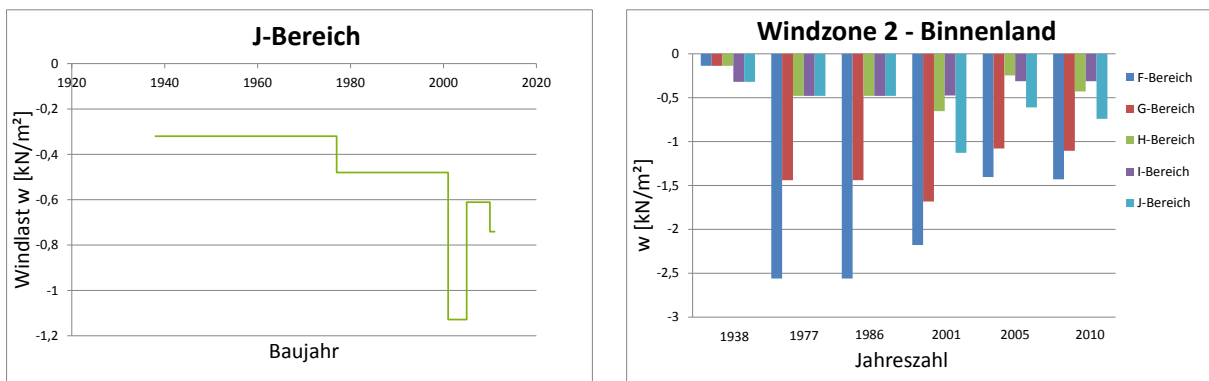 J-Bereich
0
1920 1940 1960 1980 2000 2020
-0,2
-0,4
-0,6
-0,8
-1
-1,2
Windlast w [kN/m²]
Baujahr
Windzone 2 - Binnenland
0
-0,5
-1
-1,5
-2
-2,5
-3
w [kN/m²]
1938 1977 1986 2001 2005 2010
Jahreszahl
F-Bereich
G-Bereich
H-Bereich
I-Bereich
J-Bereich